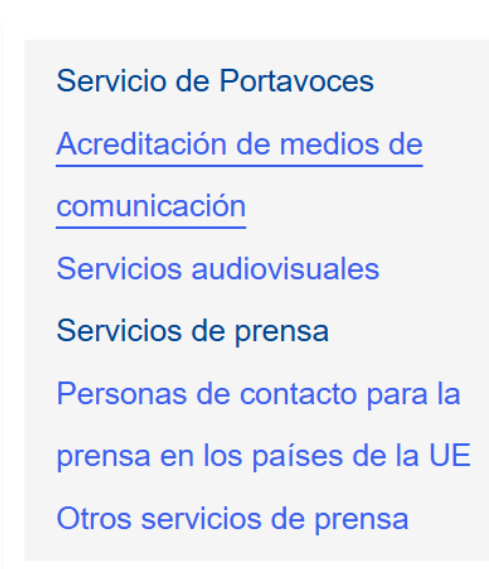 Servicio de Portavoces
Acreditación de medios de
comunicación
Servicios audiovisuales
Servicios de prensa
Personas de contacto para la
prensa en los países de la UE
Otros servicios de prensa